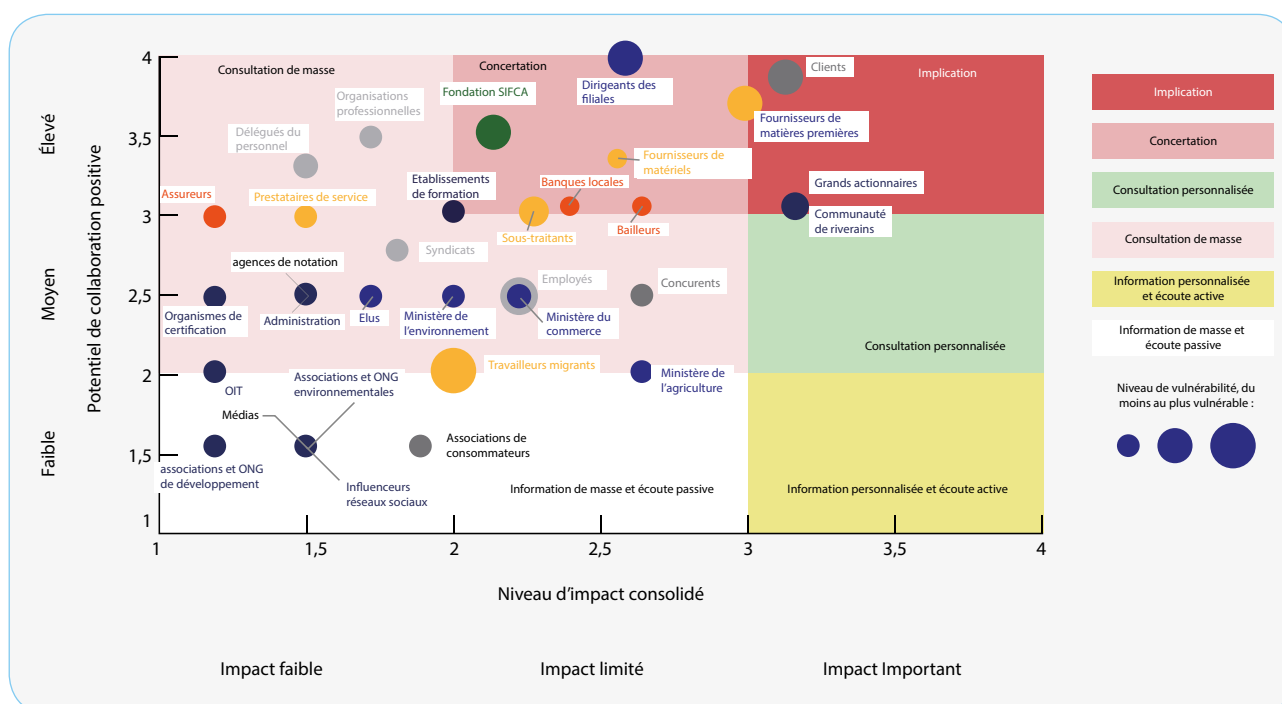 4
Consultation de masse
Concertation
Implication
Clients
Dirigeants des
filiales
Fondation SIFCA
Organisations
professionnelles
Fournisseurs de
matières premières
3,5
Délégués du
personnel
Fournisseurs de
matériels
Etablissements
de formation
Banques locales
Grands actionnaires
Assureurs
Prestataires de service
3
Communauté
de riverains
Sous-traitants
Bailleurs
Syndicats
agences de notation
Employés
Concurents
2,5
Organismes de
certification
Administration
Elus
Ministère de
l'environnement
Ministère du
commerce
Consultation personnalisée
Travailleurs migrants
Ministère de
l'agriculture
2
OIT
Associations et ONG
environnementales
Médias
1,5
Associations de
consommateurs
associations et ONG
de développement
Influenceurs
réseaux sociaux
Information de masse et écoute passive
Information personnalisée et écoute active
1
Elevé
Moyen
Faible
Potentiel de collaboration positive
1
1,5
2
2,5
3
3,5
4
Niveau d'impact consolidé
Impact faible
Impact limité
Impact Important
Implication
Concertation
Consultation personnalisée
Consultation de masse
Information personnalisée
et écoute active
Information de masse et
écoute passive
Niveau de vulnérabilité, du
moins au plus vulnérable :